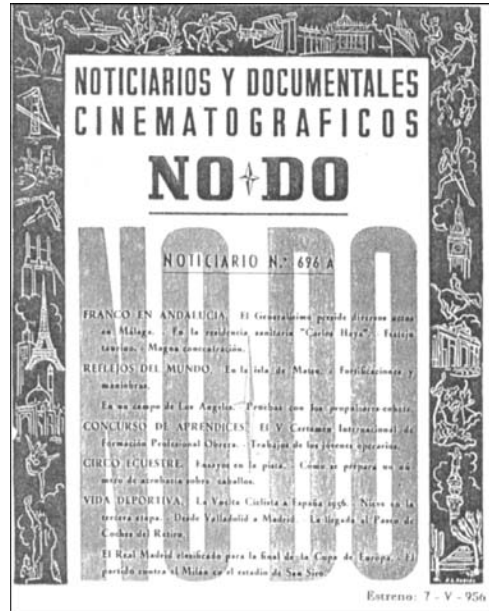 NOTICIARIOS Y DOCUMENTALES
CINEMATOGRAFICOS
NO DO
NO DO
NOTICIARIO N.º 696 A
FRANCO EN ANDALUCIA. El Generalísimo preside diversos actos
en Málaga. - En la residencia sanitaria "Carlos Haya". - Festejo
taurino. - Magna concentración.
REFLEJOS DEL MUNDO. En la isla de Matsu. - Fortificaciones y
maniobras.
En un campo de Los Angeles. Pruebas con los propulsores cohete.
CONCURSO DE APRENDICES. El V Certamen Internacional de
Formación Profesional Obrera. - Trabajos de los jóvenes operarios.
CIRCO ECUESTRE. Ensayos en la pista. - Cómo se prepara un nú-
mero de acrobacia sobre caballos.
VIDA DEPORTIVA. La Vuelta Ciclista a España 1956. - Nieve en la
tercera etapa. - Desde Valladolid a Madrid. - La llegada al Paseo de
Coches del Retiro.
El Real Madrid clasificado para la final de la Copa de Europa. - El
partido contra el Milán en el estadio de San Siro.
Estreno: 7 - V - 956